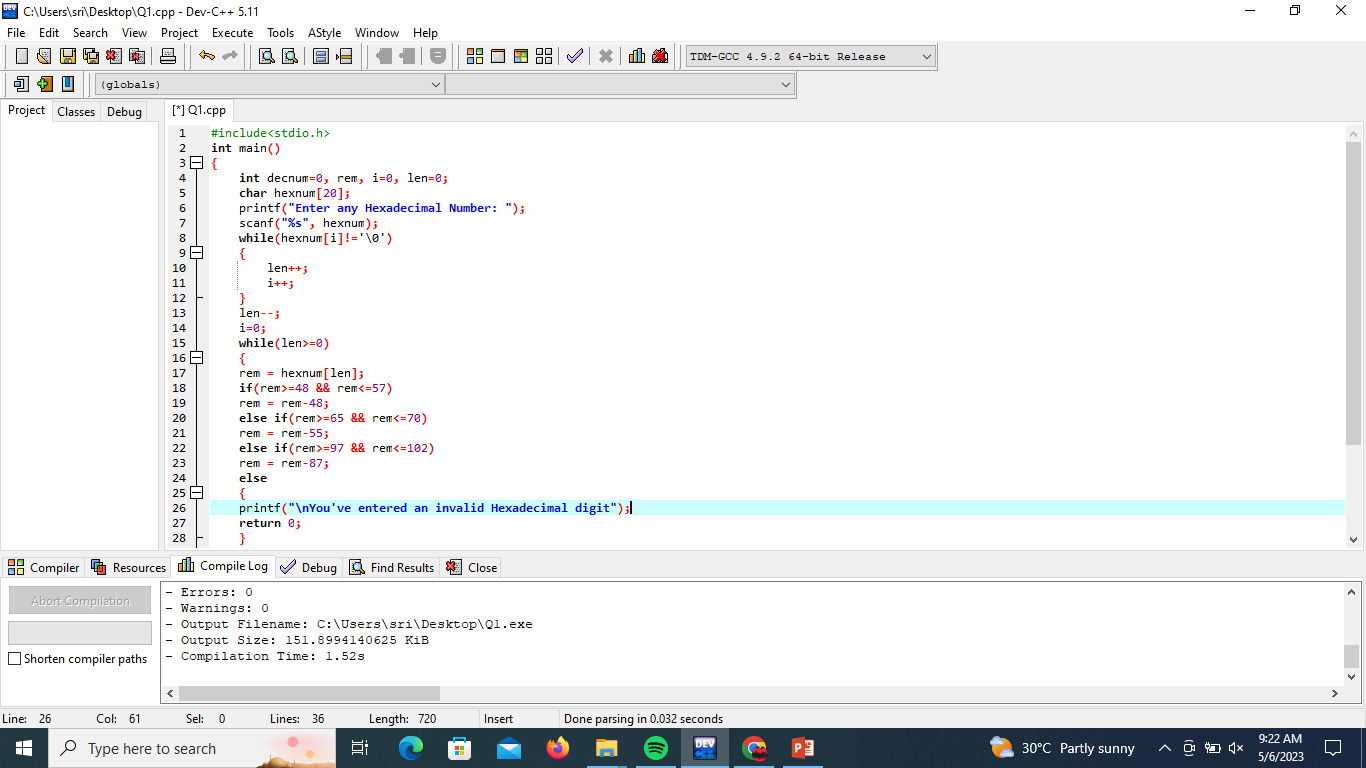 C:\Users\sri\Desktop\Q1.cpp - Dev-C++ 5.11
File Edit Search View Project Execute Tools AStyle Window Help
TDM-GCC 4.9.2 64-bit Release
(globals)
Project Classes Debug [*] Q1.cpp
1 #include<stdio.h>
2 int main()
3 {
4 int decnum=0, rem, i=0, len=0;
5 char hexnum[20];
6 printf("Enter any Hexadecimal Number: ");
7 scanf("%s", hexnum);
8 while(hexnum[i]!='\0')
9 {
10 len++;
11 i++;
12 }
13 len--;
14 i=0;
15 while(len>=0)
16 {
17 rem = hexnum[len];
18 if(rem>=48 && rem<=57)
19 rem = rem-48;
20 else if(rem>=65 && rem<=70)
21 rem = rem-55;
22 else if(rem>=97 && rem<=102)
23 rem = rem-87;
24 else
25 {
26 printf("\nYou've entered an invalid Hexadecimal digit");
27 return 0;
28 }
Compiler Resources Compile Log Debug Find Results Close
Abort Compilation
Shorten compiler paths
- Errors: 0
- Warnings: 0
- Output Filename: C:\Users\sri\Desktop\Q1.exe
- Output Size: 151.8994140625 KiB
- Compilation Time: 1.52s
Line: 26 Col: 61 Sel: 0 Lines: 36 Length: 720 Insert Done parsing in 0.032 seconds
Type here to search
DEV
30°C Partly sunny
9:22 AM
5/6/2023